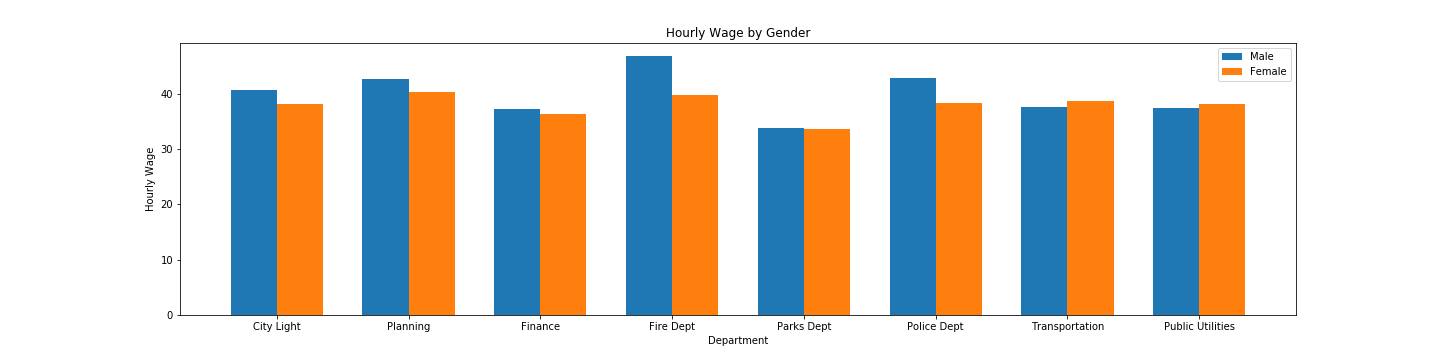 Hourly Wage by Gender
Male
Female
Hourly Wage
40
30
20
10
0
City Light Planning Finance Fire Dept Parks Dept Police Dept Transportation Public Utilities
Department